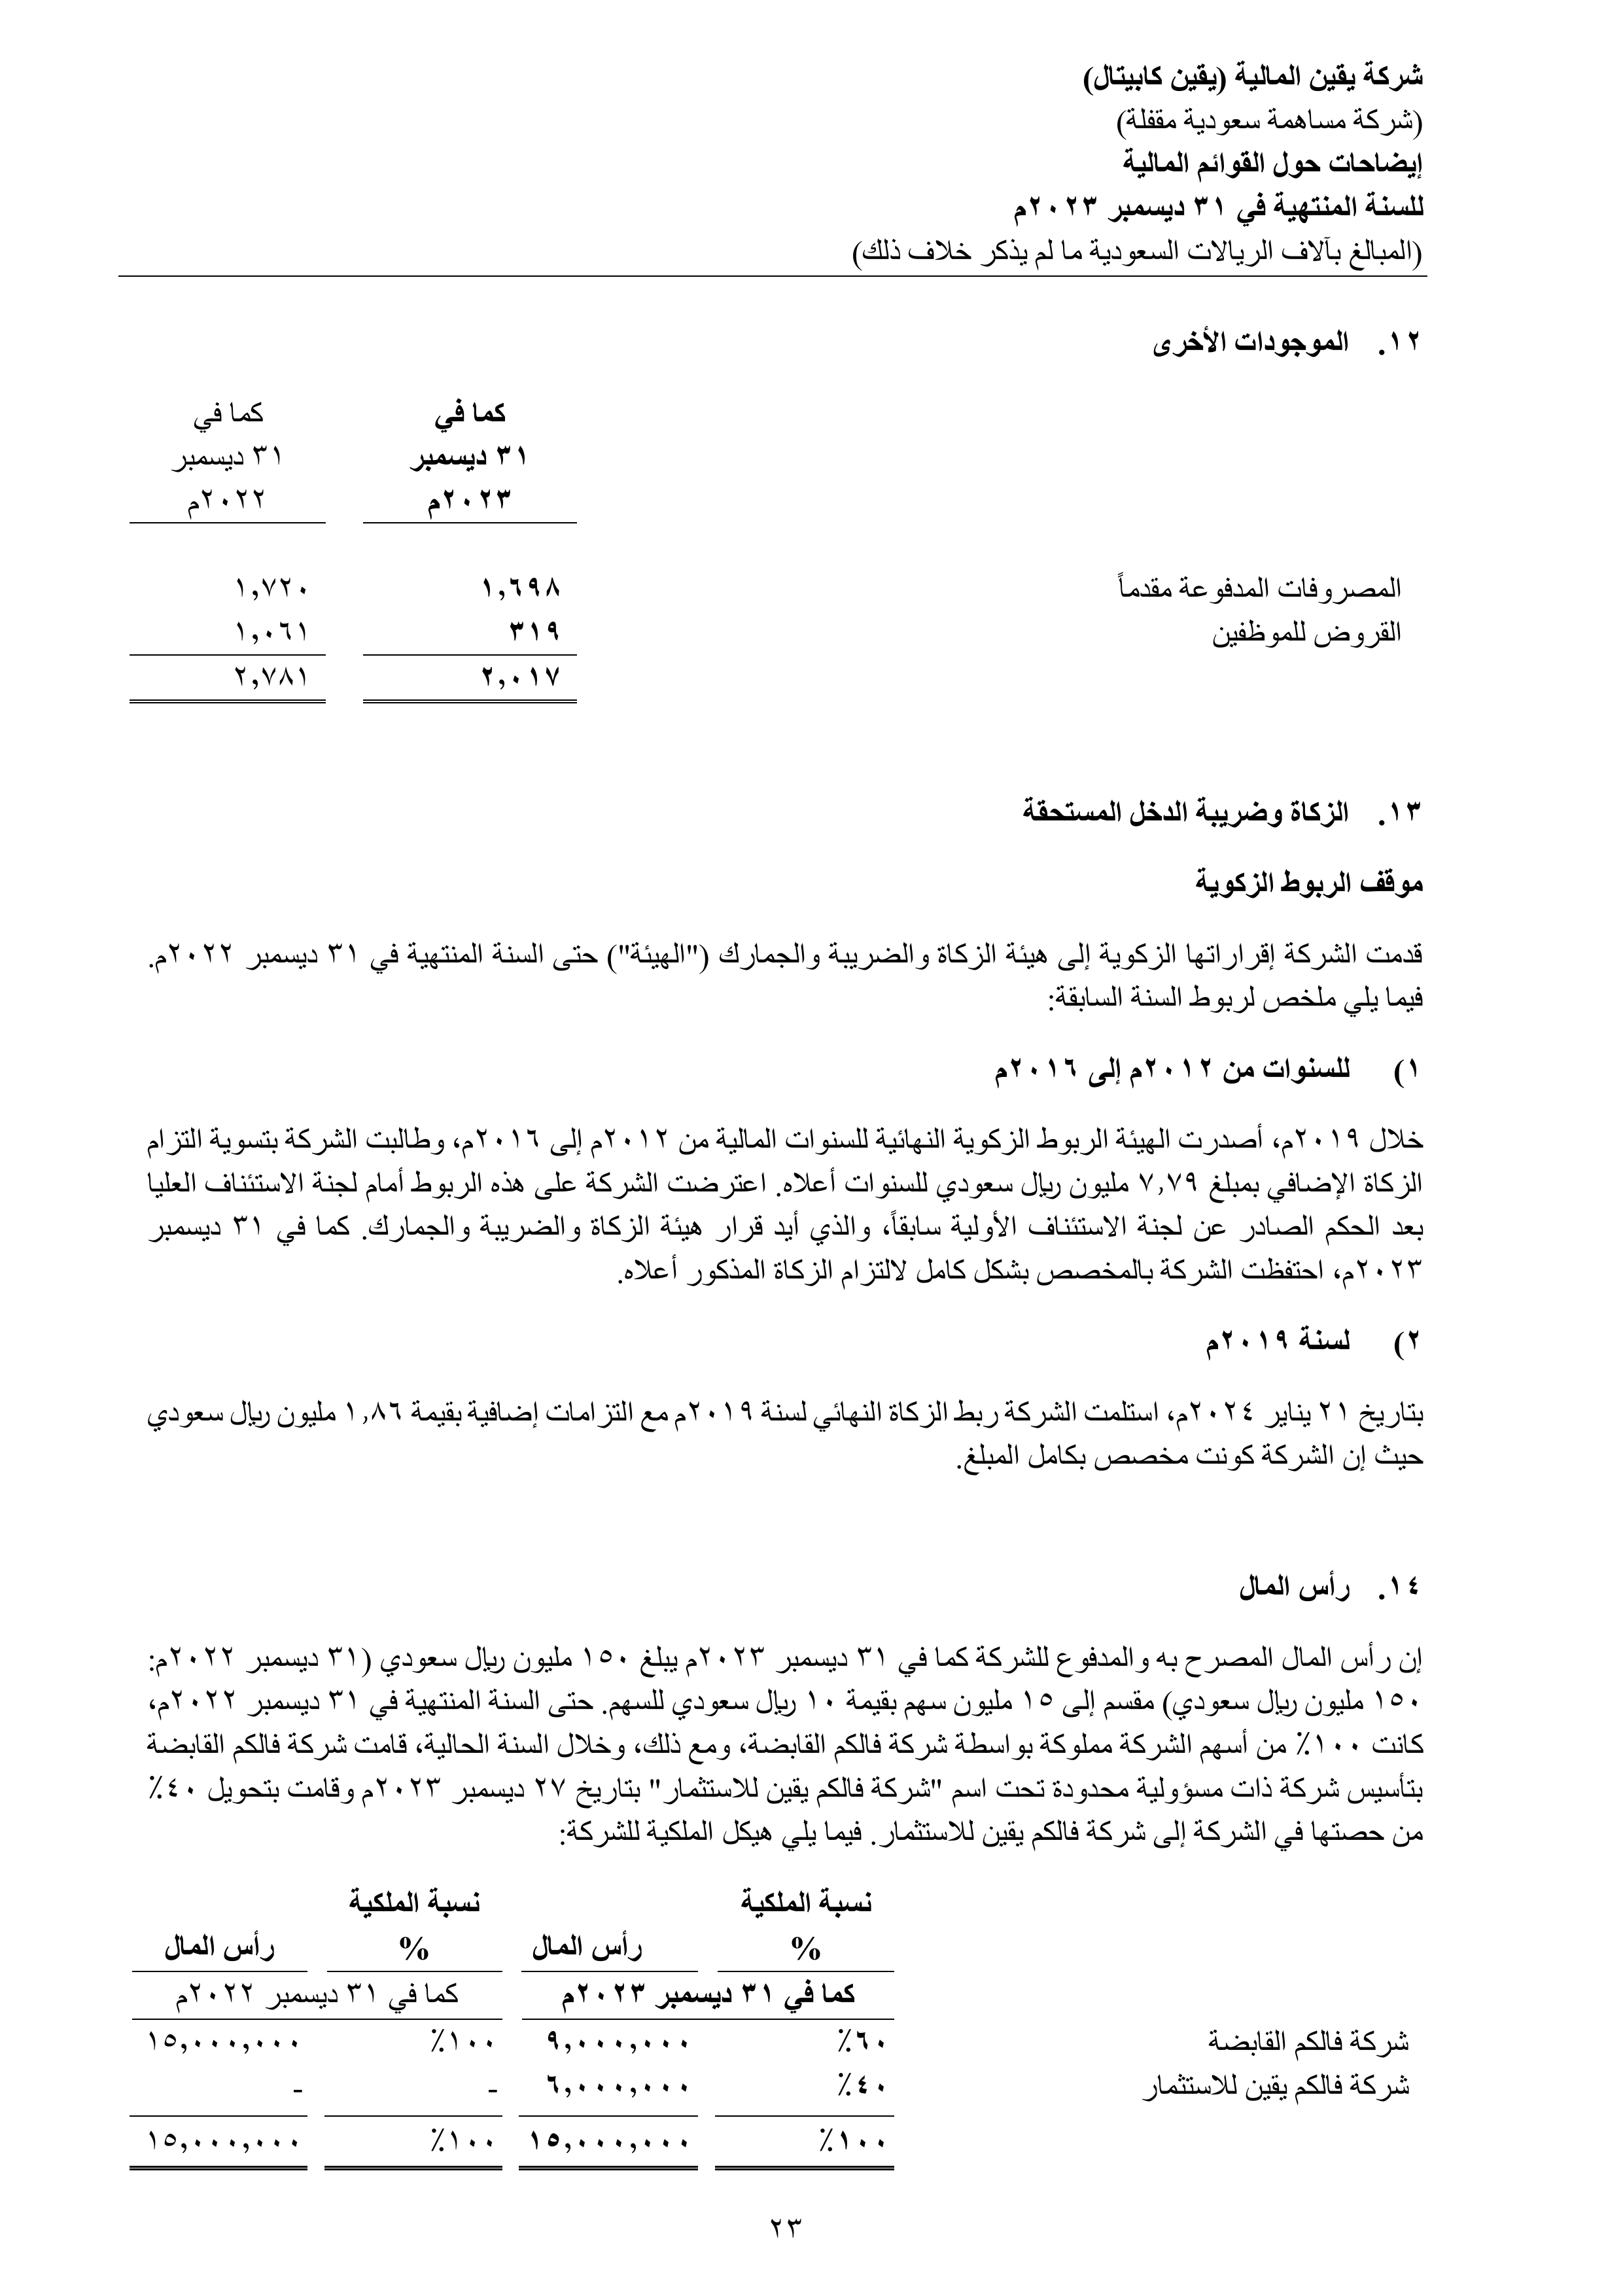 شركة يقين المالية (يقين كابيتال)
(شركة مساهمة سعودية مقفلة)
إيضاحات حول القوائم المالية
للسنة المنتهية في ٣١ ديسمبر ٢٠٢٣م
(المبالغ بآلاف الريالات السعودية ما لم يذكر خلاف ذلك)
١٢. الموجودات الأخرى
كما في كما في
٣١ ديسمبر ٣١ ديسمبر
٢٠٢٣م ٢٠٢٢م
المصروفات المدفوعة مقدماً ١,٦٩٨ ١,٧٢٠
القروض للموظفين ٣١٩ ١,٠٦١
٢,٠١٧ ٢,٧٨١
١٣. الزكاة وضريبة الدخل المستحقة
موقف الربوط الزكوية
قدمت الشركة إقراراتها الزكوية إلى هيئة الزكاة والضريبة والجمارك ("الهيئة") حتى السنة المنتهية في ٣١ ديسمبر ٢٠٢٢م.
فيما يلي ملخص لربوط السنة السابقة:
١) للسنوات من ٢٠١٢م إلى ٢٠١٦م
خلال ٢٠١٩م، أصدرت الهيئة الربوط الزكوية النهائية للسنوات المالية من ٢٠١٢م إلى ٢٠١٦م، وطالبت الشركة بتسوية التزام
الزكاة الإضافي بمبلغ ٧,٧٩ مليون ريال سعودي للسنوات أعلاه. اعترضت الشركة على هذه الربوط أمام لجنة الاستئناف العليا
بعد الحكم الصادر عن لجنة الاستئناف الأولية سابقاً، والذي أيد قرار هيئة الزكاة والضريبة والجمارك. كما في ٣١ ديسمبر
٢٠٢٣م، احتفظت الشركة بالمخصص بشكل كامل لالتزام الزكاة المذكور أعلاه.
٢) لسنة ٢٠١٩م
بتاريخ ٢١ يناير ٢٠٢٤م، استلمت الشركة ربط الزكاة النهائي لسنة ٢٠١٩م مع التزامات إضافية بقيمة ١,٨٦ مليون ريال سعودي
حيث إن الشركة كونت مخصص بكامل المبلغ.
١٤. رأس المال
إن رأس المال المصرح به والمدفوع للشركة كما في ٣١ ديسمبر ٢٠٢٣م يبلغ ١٥٠ مليون ريال سعودي (٣١ ديسمبر ٢٠٢٢م:
١٥٠ مليون ريال سعودي) مقسم إلى ١٥ مليون سهم بقيمة ١٠ ريال سعودي للسهم. حتى السنة المنتهية في ٣١ ديسمبر ٢٠٢٢م،
كانت ١٠٠٪ من أسهم الشركة مملوكة بواسطة شركة فالكم القابضة، ومع ذلك، وخلال السنة الحالية، قامت شركة فالكم القابضة
بتأسيس شركة ذات مسؤولية محدودة تحت اسم "شركة فالكم يقين للاستثمار" بتاريخ ٢٧ ديسمبر ٢٠٢٣م وقامت بتحويل ٤٠٪
من حصتها في الشركة إلى شركة فالكم يقين للاستثمار. فيما يلي هيكل الملكية للشركة:
نسبة الملكية نسبة الملكية
% رأس المال % رأس المال
كما في ٣١ ديسمبر ٢٠٢٣م كما في ٣١ ديسمبر ٢٠٢٢م
شركة فالكم القابضة ٦٠٪ ٩,٠٠٠,٠٠٠ ١٠٠٪ ١٥,٠٠٠,٠٠٠
شركة فالكم يقين للاستثمار ٤٠٪ ٦,٠٠٠,٠٠٠ - -
١٠٠٪ ١٥,٠٠٠,٠٠٠ ١٠٠٪ ١٥,٠٠٠,٠٠٠
٢٣